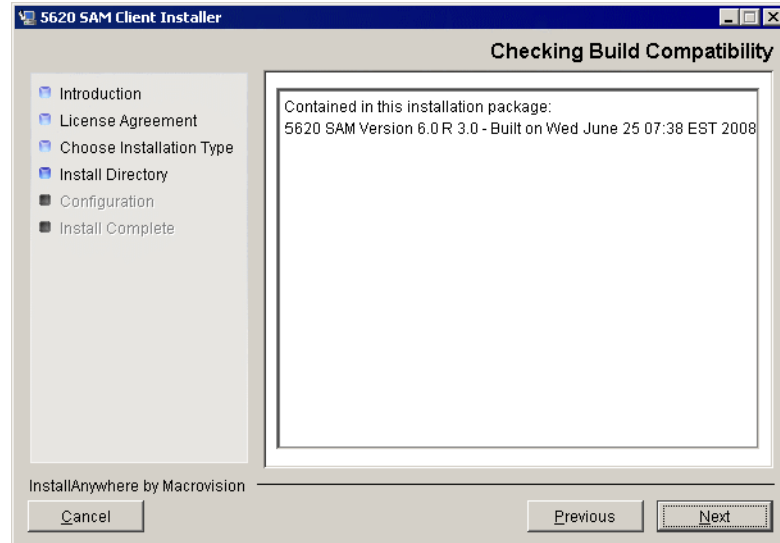 5620 SAM Client Installer
Checking Build Compatibility
Introduction
License Agreement
Choose Installation Type
Install Directory
Configuration
Install Complete
Contained in this installation package:
5620 SAM Version 6.0 R 3.0 - Built on Wed June 25 07:38 EST 2008
InstallAnywhere by Macrovision
Cancel
Previous
Next